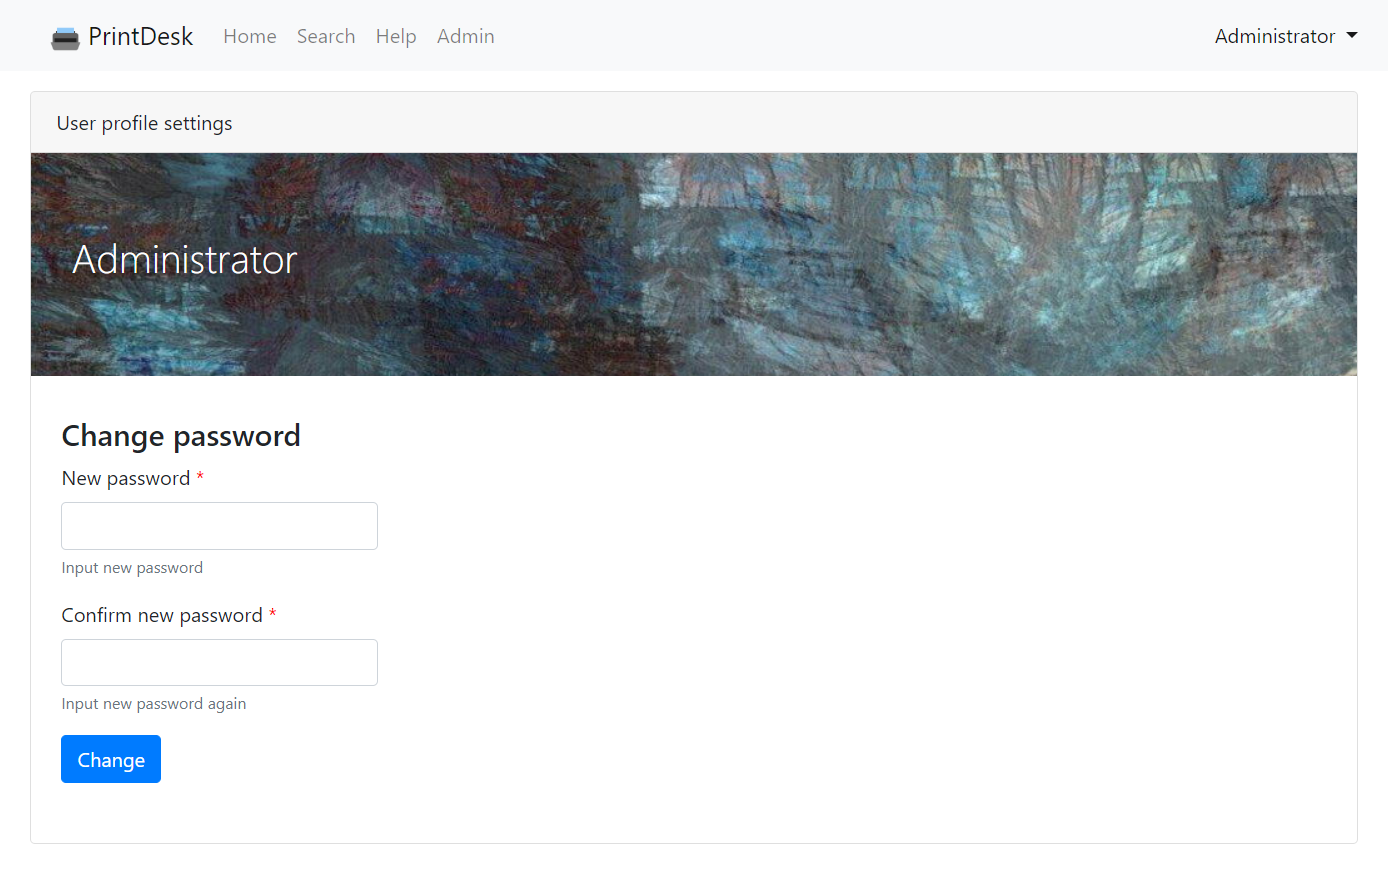 PrintDesk Home Search Help Admin Administrator
User profile settings
Administrator
Change password
New password *
Input new password
Confirm new password *
Input new password again
Change